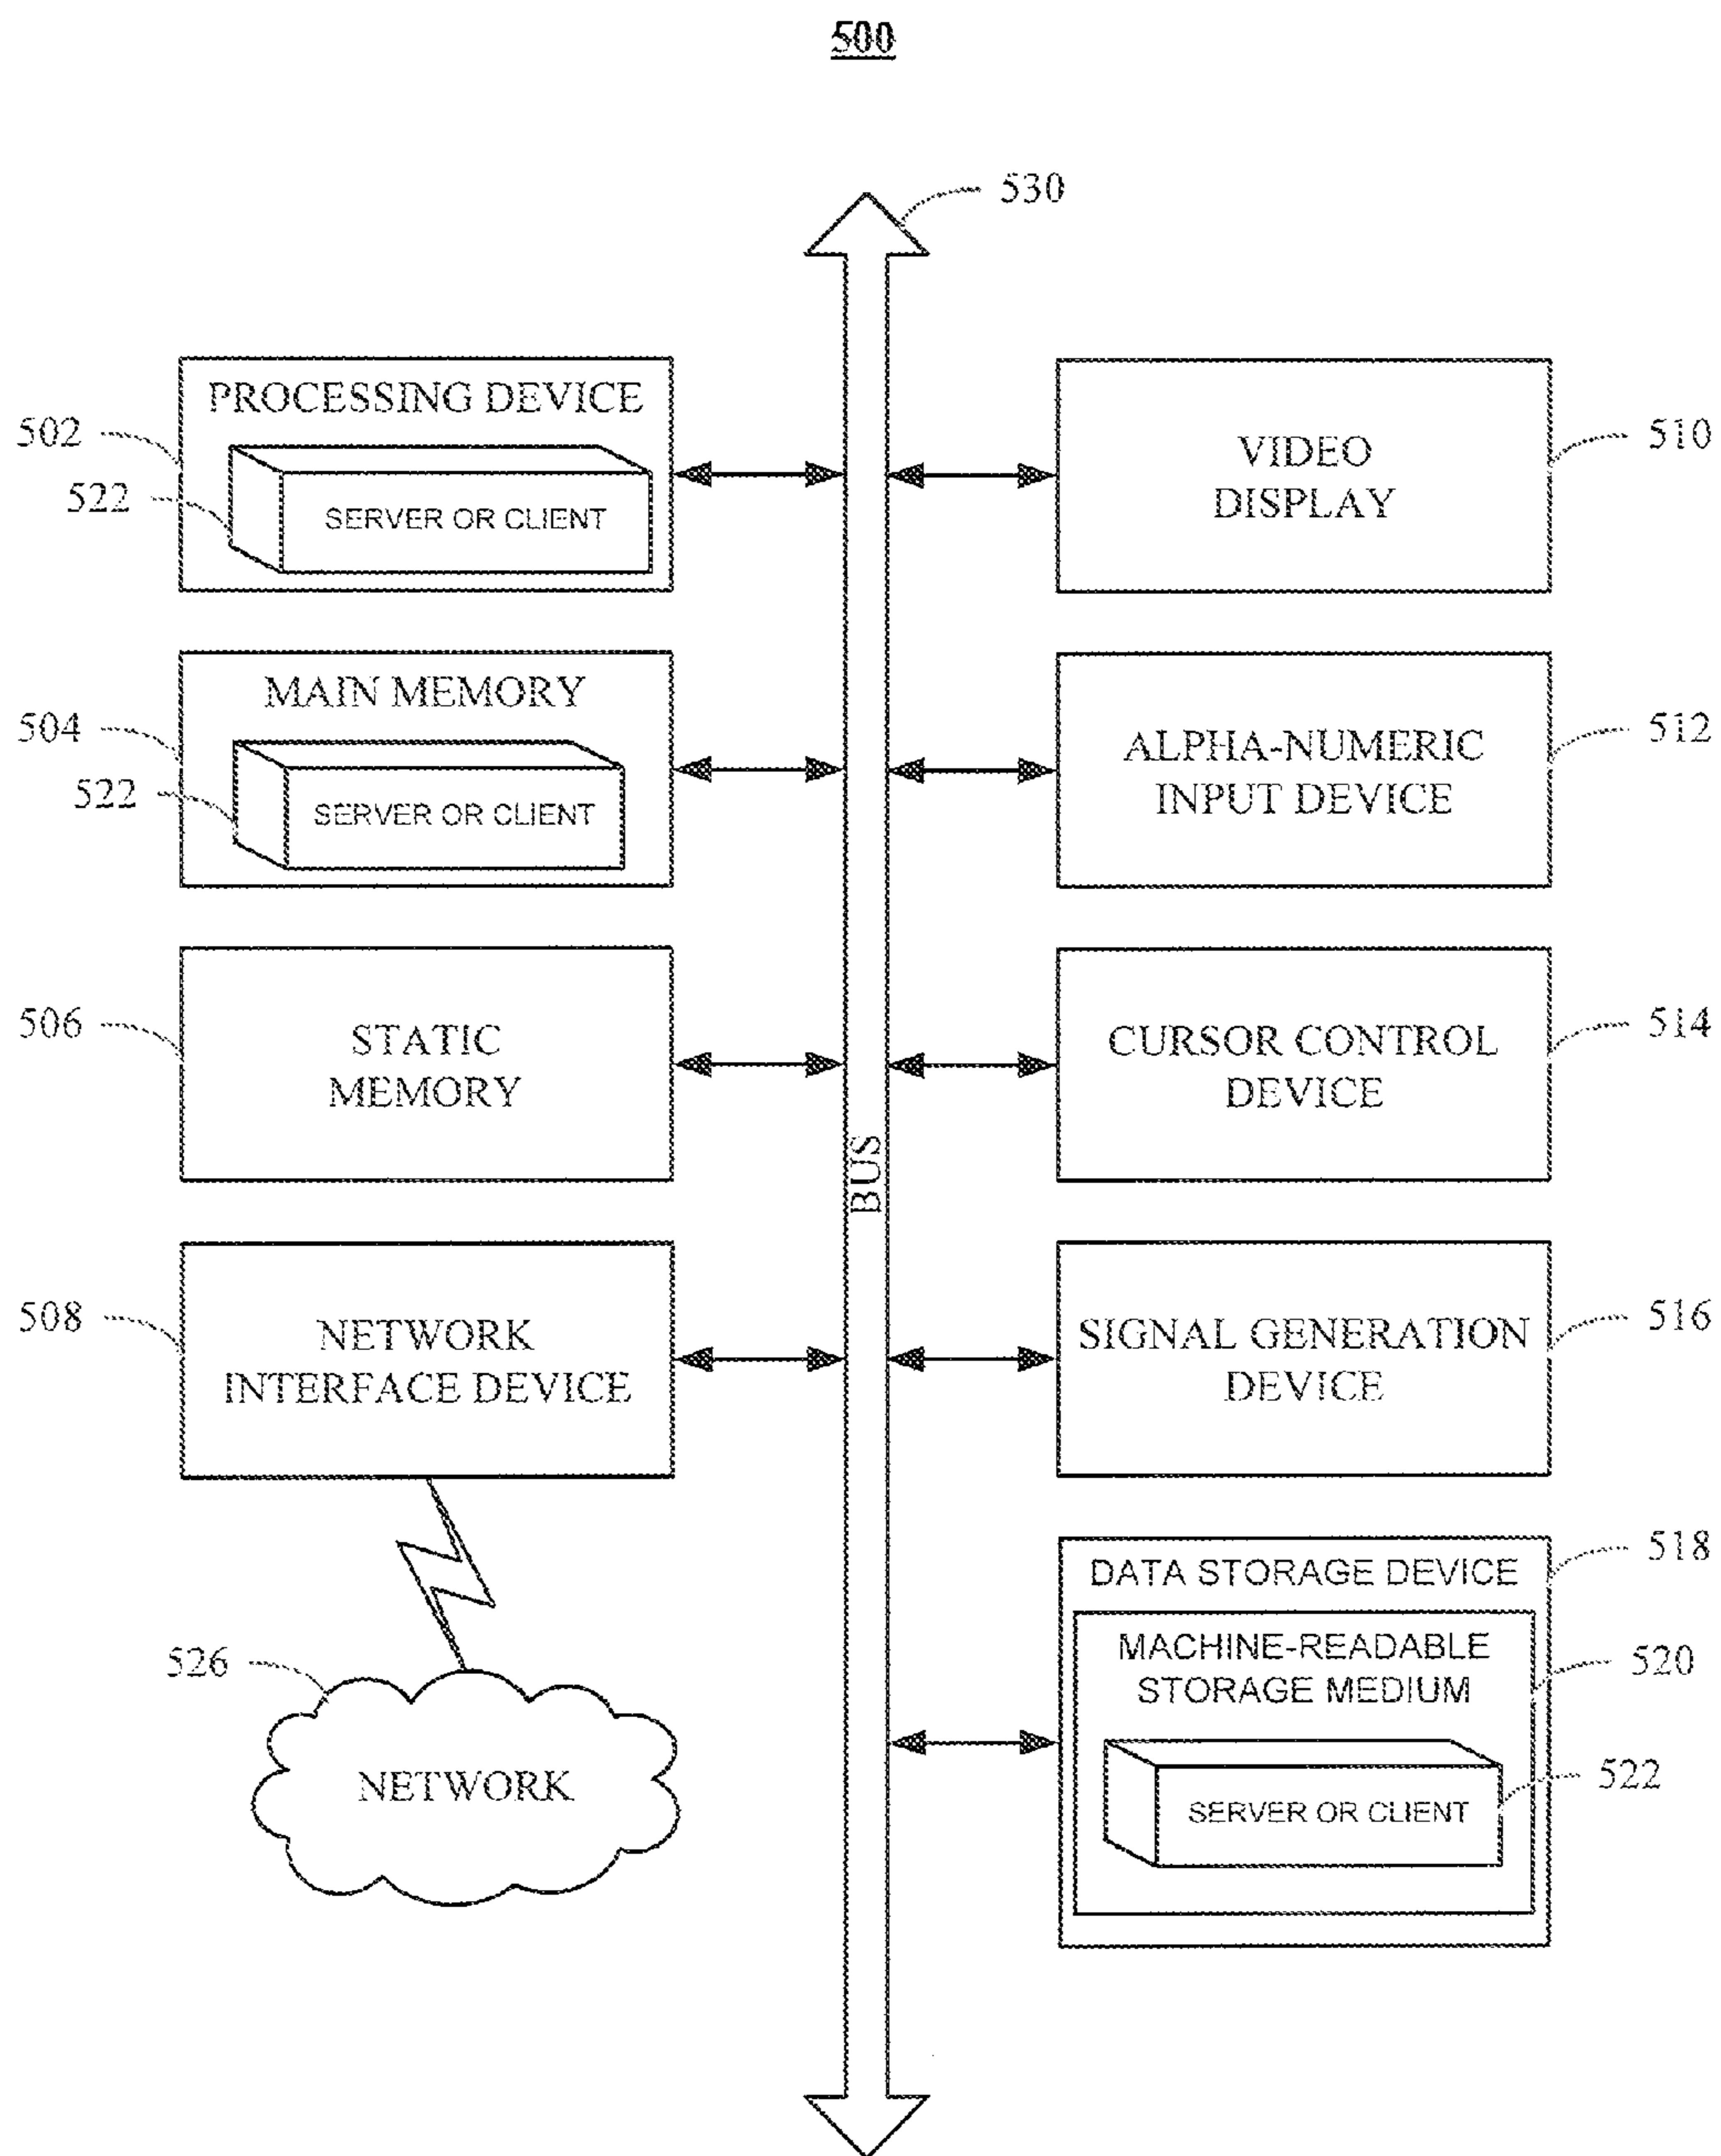 500
530
PROCESSING DEVICE
502
522
SERVER OR CLIENT
VIDEO
DISPLAY
510
MAIN MEMORY
504
522
SERVER OR CLIENT
ALPHA-NUMERIC
INPUT DEVICE
512
506
STATIC
MEMORY
CURSOR CONTROL
DEVICE
514
BUS
508
NETWORK
INTERFACE DEVICE
SIGNAL GENERATION
DEVICE
516
518
DATA STORAGE DEVICE
MACHINE-READABLE
STORAGE MEDIUM
520
SERVER OR CLIENT
522
526
NETWORK